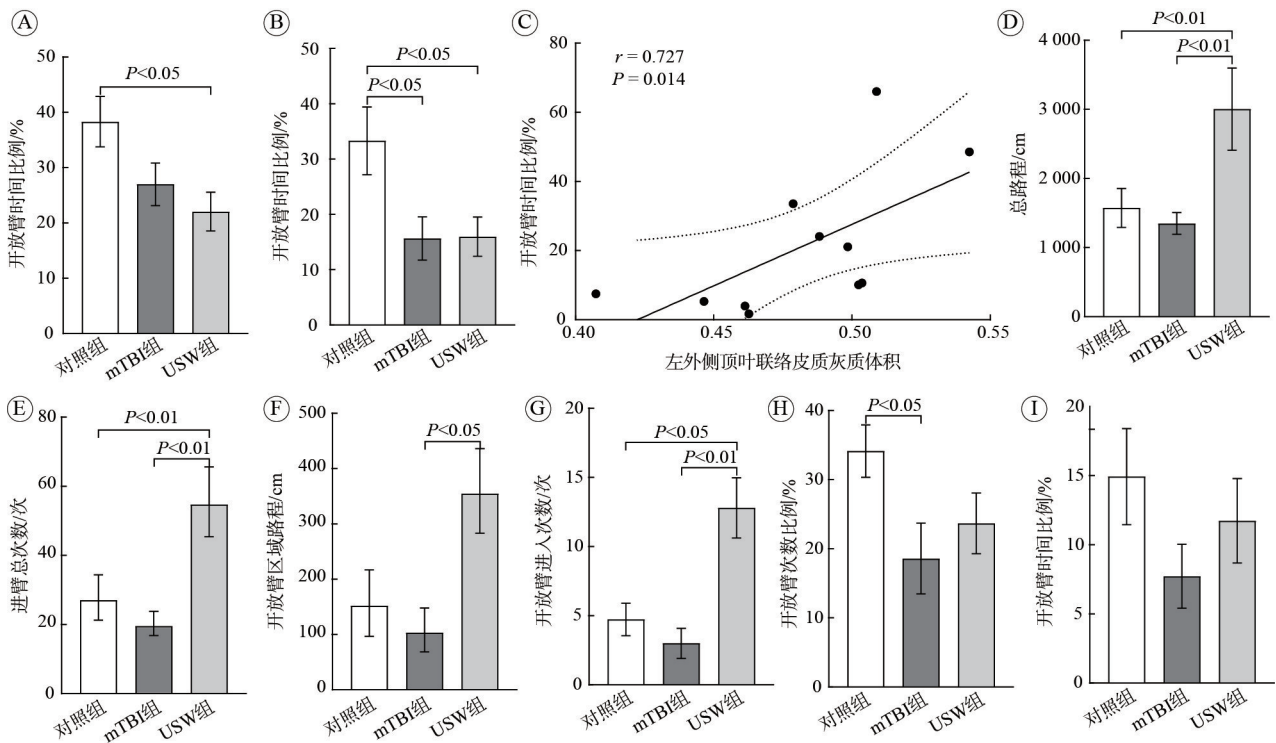 A
开放臂时间比例/%
50
40
30
20
10
0
P<0.05
对照组
mTBI组
USW组
B
开放臂时间比例/%
50
40
30
20
10
0
P<0.05
P<0.05
对照组
mTBI组
USW组
C
开放臂时间比例/%
80
60
40
20
0
r = 0.727
P = 0.014
0.40
0.45
0.50
0.55
左外侧顶叶联络皮质灰质体积
D
总路程/cm
4 000
3 000
2 000
1 000
0
P<0.01
P<0.01
对照组
mTBI组
USW组
E
进臂总次数/次
80
60
40
20
0
P<0.01
P<0.01
对照组
mTBI组
USW组
F
开放臂区域路程/cm
500
400
300
200
100
0
P<0.05
对照组
mTBI组
USW组
G
开放臂进入次数/次
20
15
10
5
0
P<0.05
P<0.01
对照组
mTBI组
USW组
H
开放臂次数比例/%
40
30
20
10
0
P<0.05
对照组
mTBI组
USW组
I
开放臂时间比例/%
20
15
10
5
0
对照组
mTBI组
USW组